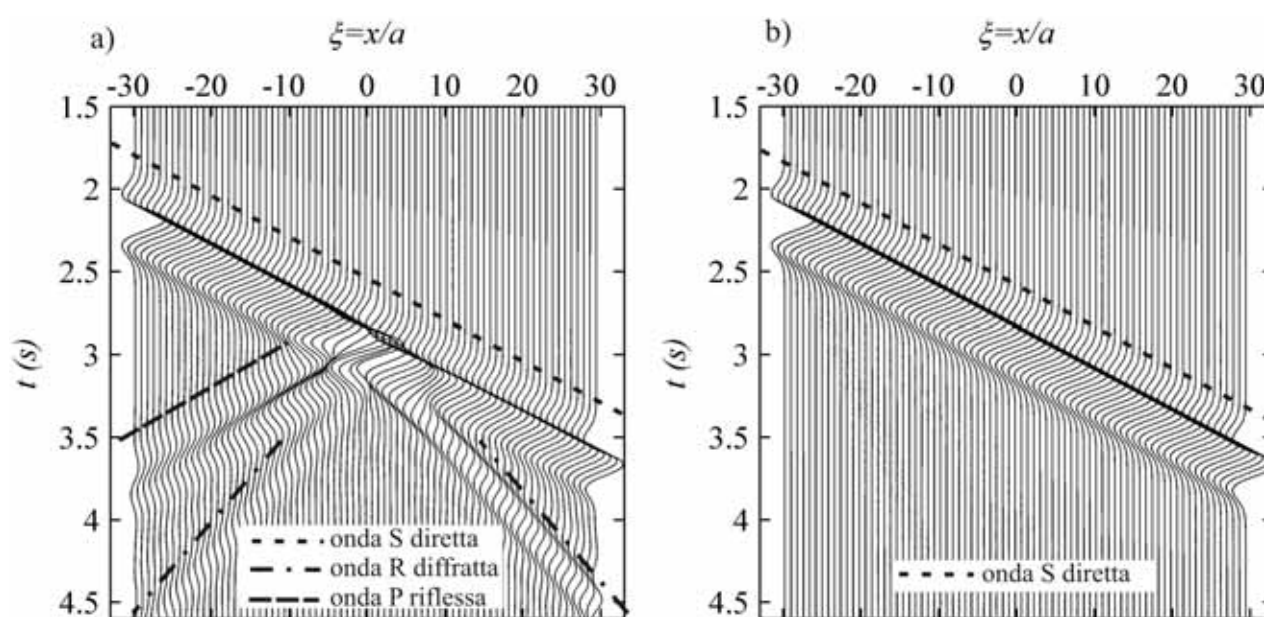 a)
ξ=x/a
-30 -20 -10 0 10 20 30
1.5
2
2.5
3
3.5
4
4.5
t (s)
onda S diretta
onda R diffratta
onda P riflessa
b)
ξ=x/a
-30 -20 -10 0 10 20 30
1.5
2
2.5
3
3.5
4
4.5
t (s)
onda S diretta